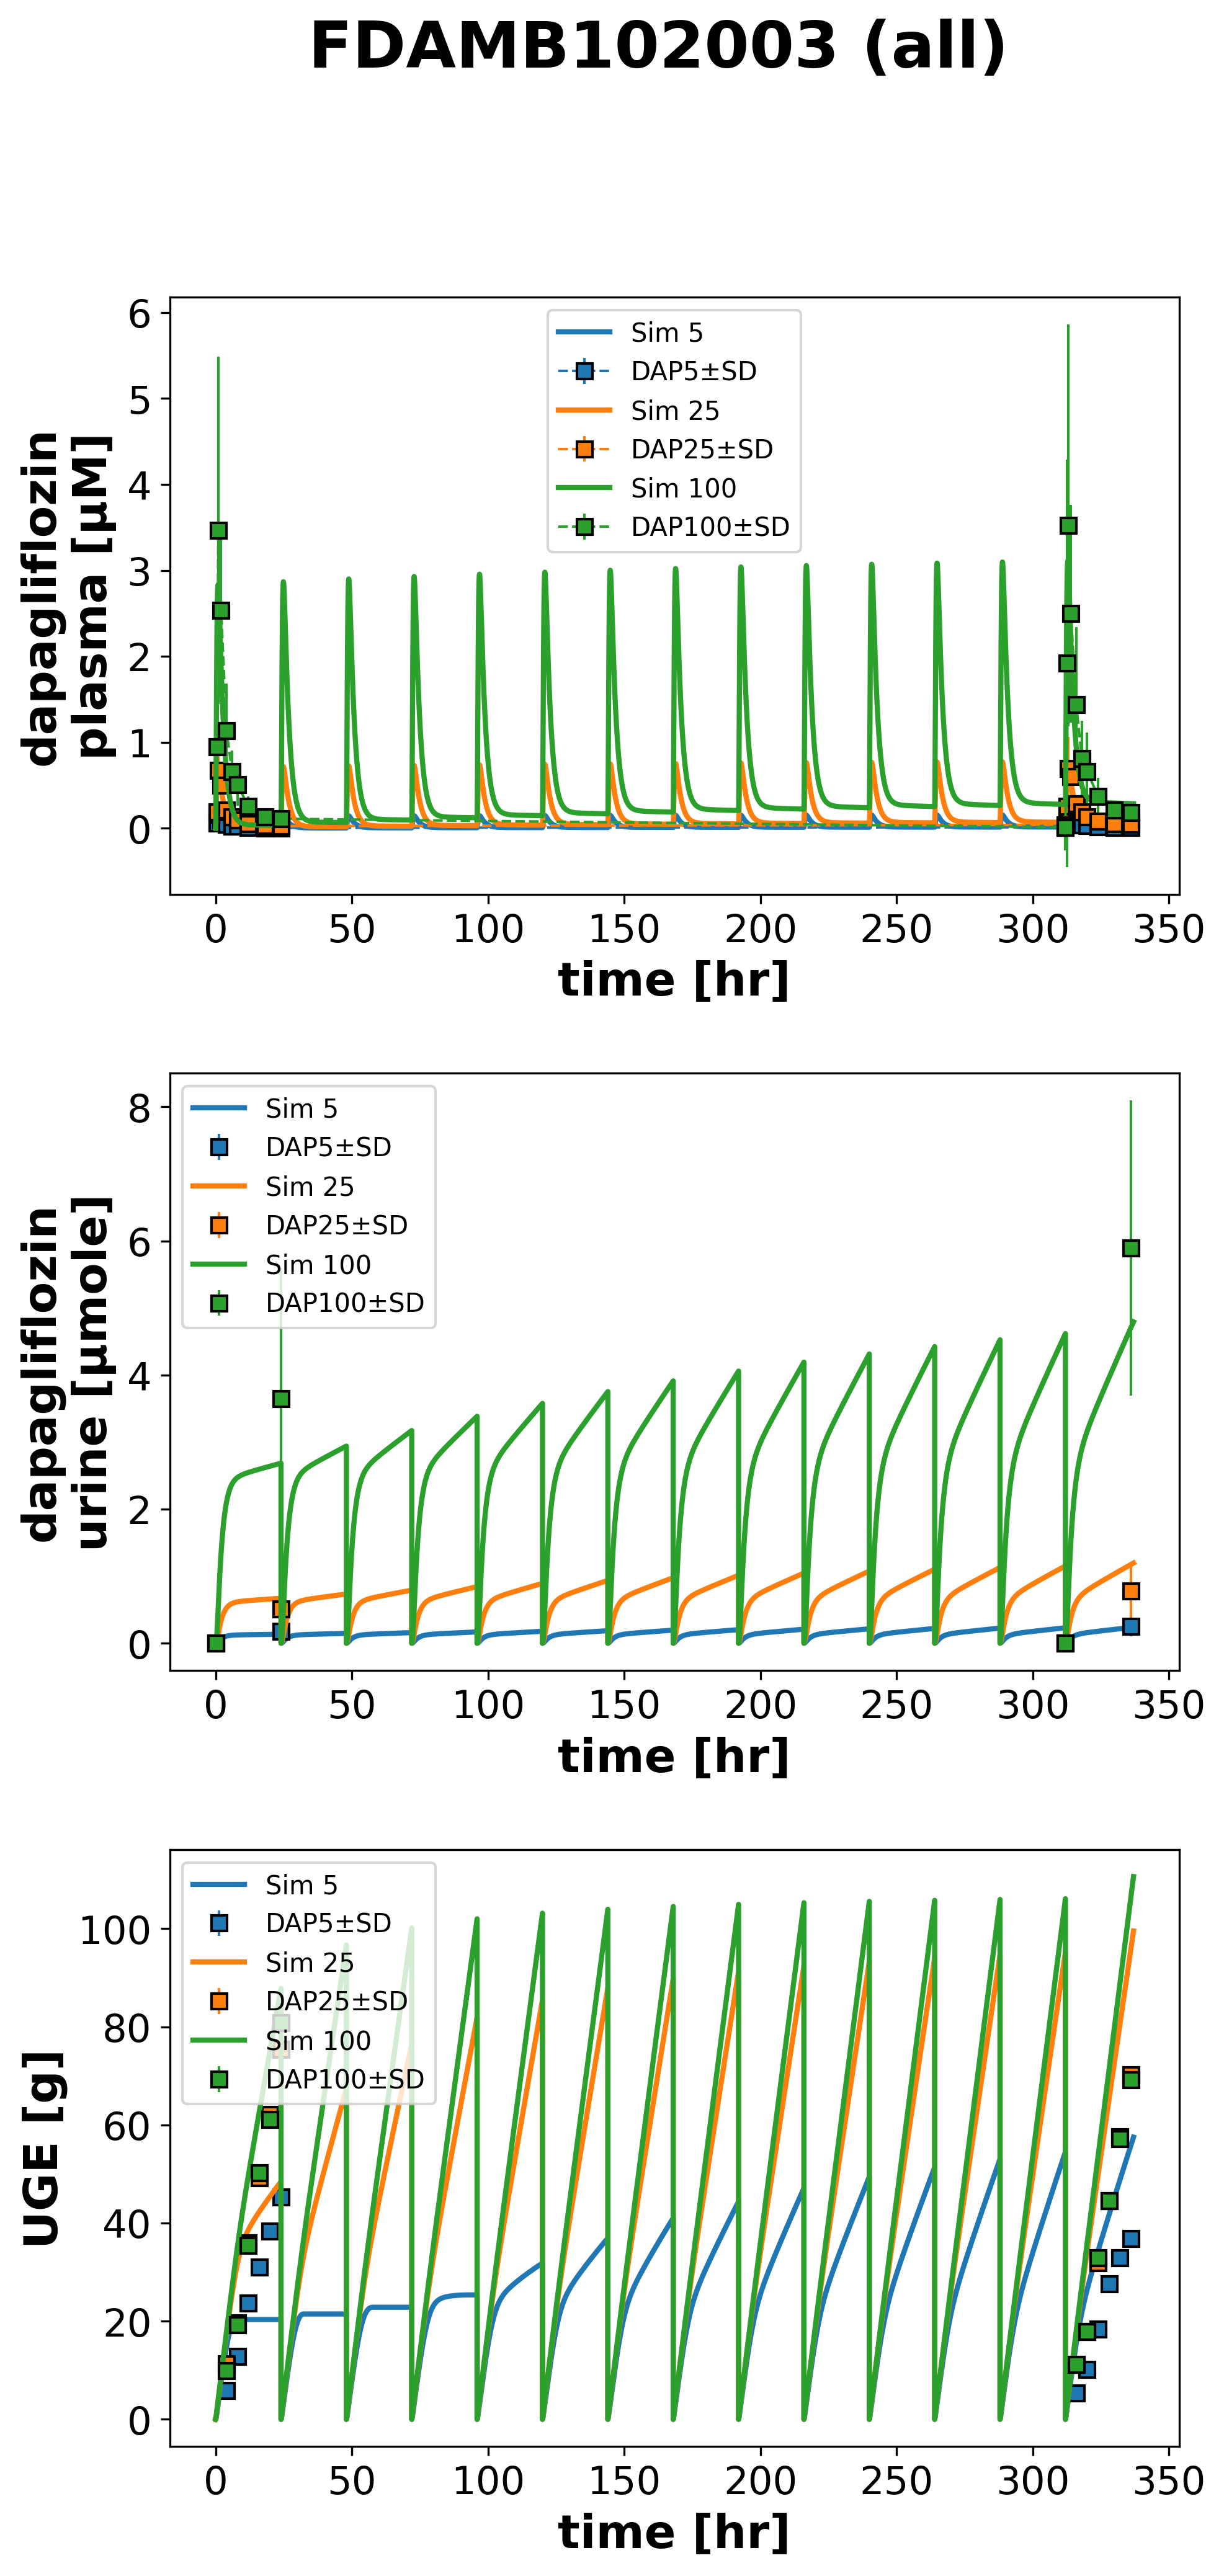 FDAMB102003 (all)
dapagliflozin
plasma [µM]
6
5
4
3
2
1
0
Sim 5
DAP5±SD
Sim 25
DAP25±SD
Sim 100
DAP100±SD
0 50 100 150 200 250 300 350
time [hr]
dapagliflozin
urine [µmole]
8
6
4
2
0
Sim 5
DAP5±SD
Sim 25
DAP25±SD
Sim 100
DAP100±SD
0 50 100 150 200 250 300 350
time [hr]
UGE [g]
100
80
60
40
20
0
Sim 5
DAP5±SD
Sim 25
DAP25±SD
Sim 100
DAP100±SD
0 50 100 150 200 250 300 350
time [hr]